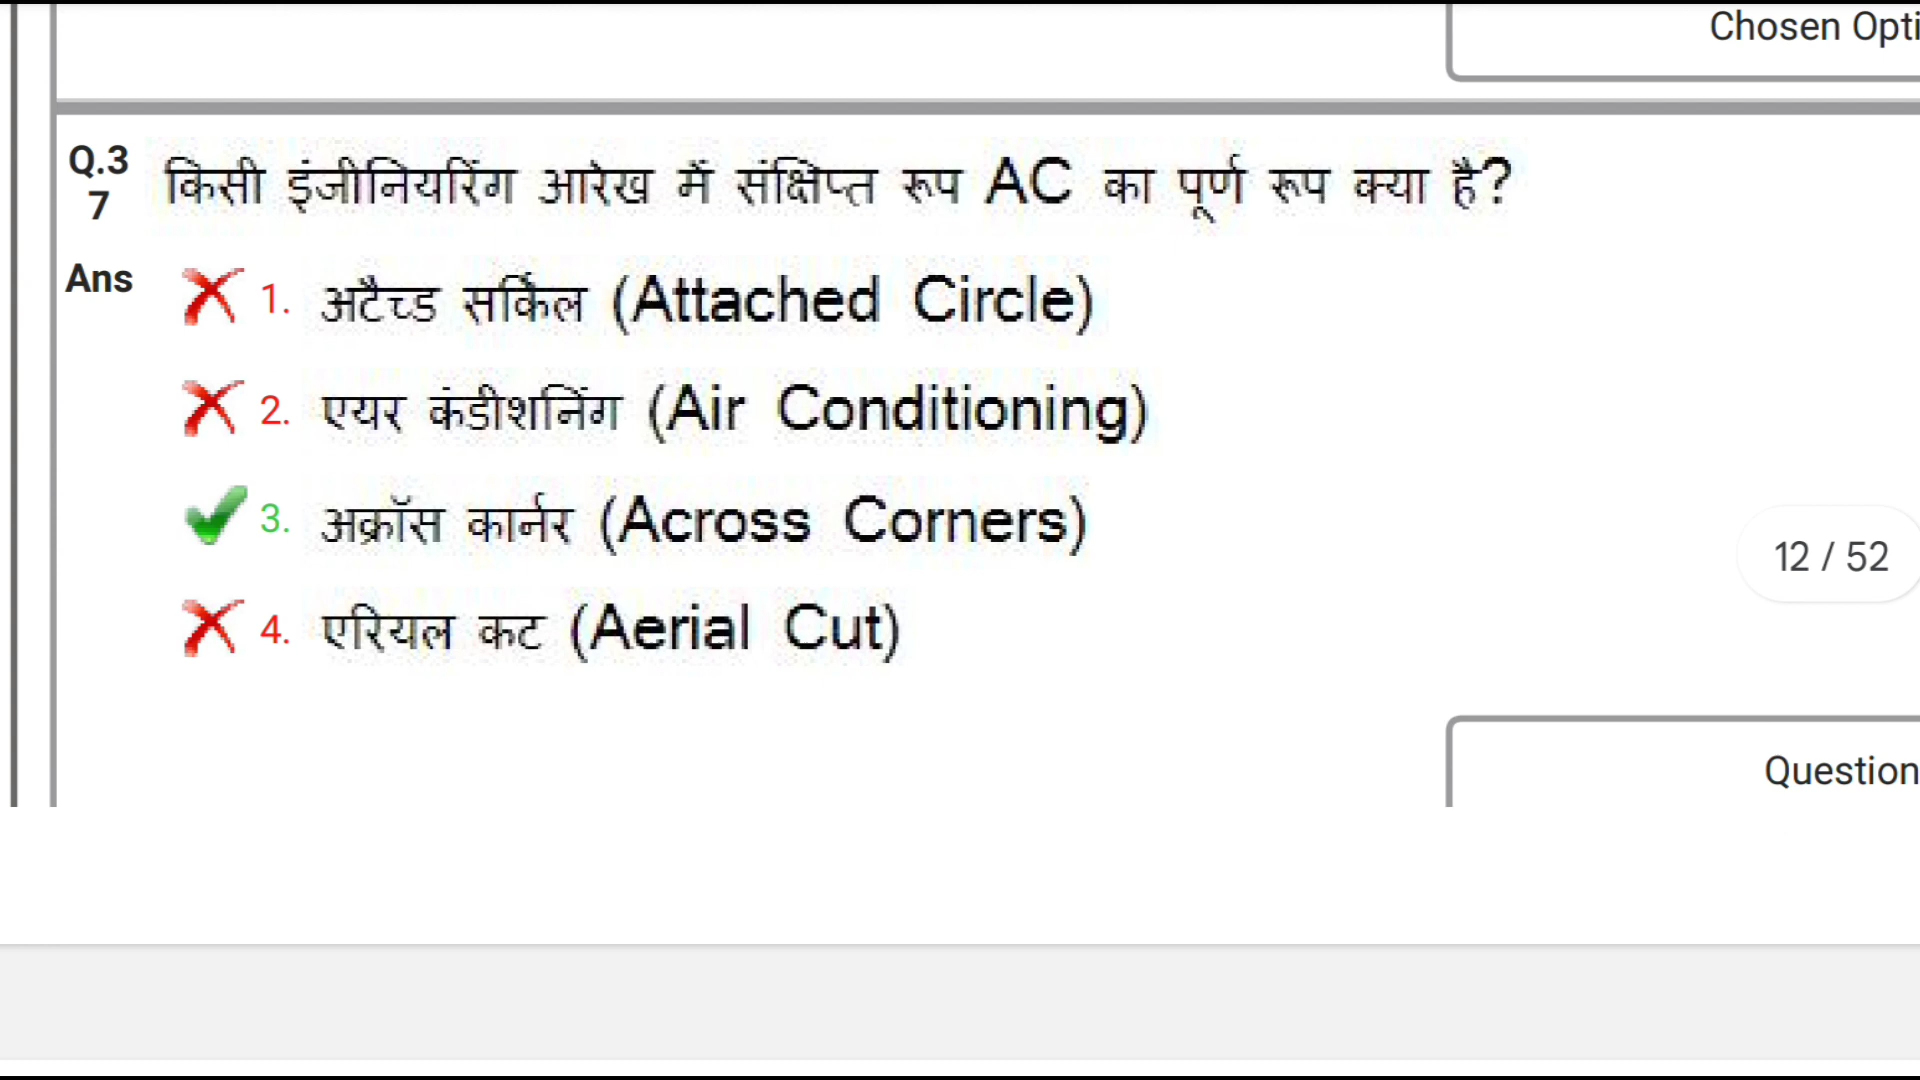 Chosen Opti
Q.3
7
किसी इंजीनियरिंग आरेख में संक्षिप्त रूप AC का पूर्ण रूप क्या है?
Ans
1. अटैच्ड सर्किल (Attached Circle)
2. एयर कंडीशनिंग (Air Conditioning)
3. अक्रॉस कार्नर (Across Corners)
12 / 52
4. एरियल कट (Aerial Cut)
Question